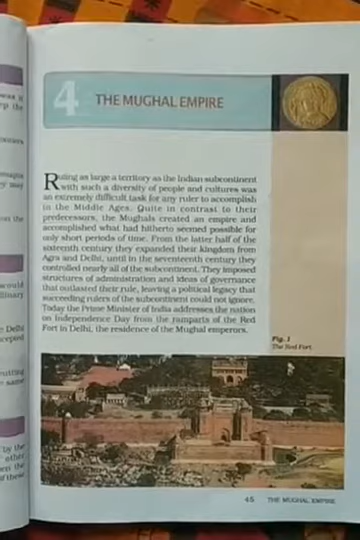 4 THE MUGHAL EMPIRE
Ruling as large a territory as the Indian subcontinent
with such a diversity of people and cultures was
an extremely difficult task for any ruler to accomplish
in the Middle Ages. Quite in contrast to their
predecessors, the Mughals created an empire and
accomplished what had hitherto seemed possible for
only short periods of time. From the latter half of the
sixteenth century they expanded their kingdom from
Agra and Delhi, until in the seventeenth century they
controlled nearly all of the subcontinent. They imposed
structures of administration and ideas of governance
that outlasted their rule, leaving a political legacy that
succeeding rulers of the subcontinent could not ignore.
Today the Prime Minister of India addresses the nation
on Independence Day from the ramparts of the Red
Fort in Delhi, the residence of the Mughal emperors.
Fig. 1
The Red Fort.
45 THE MUGHAL EMPIRE